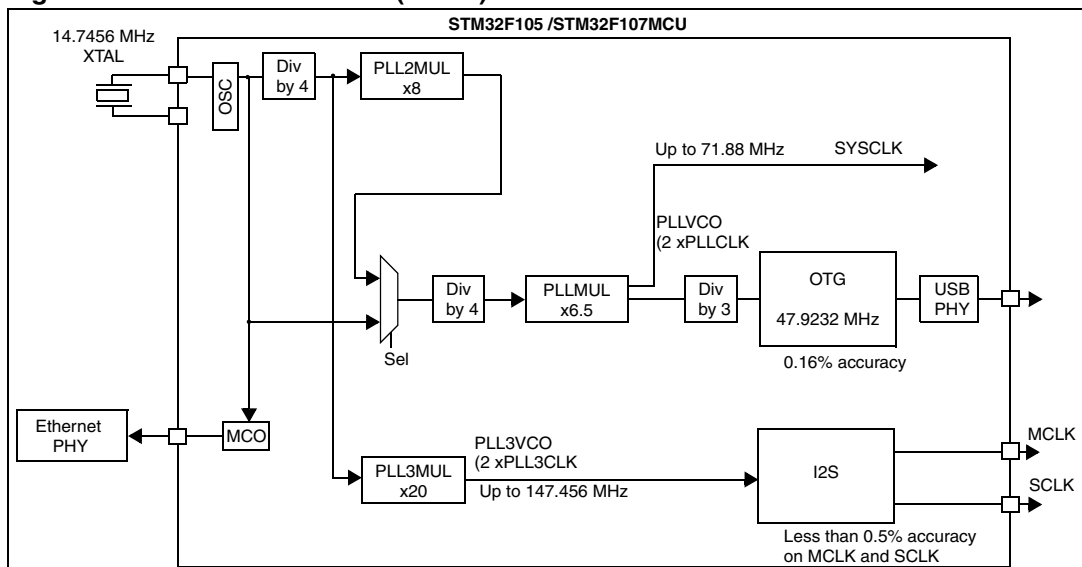 STM32F105 /STM32F107MCU
14.7456 MHz
XTAL
OSC
Div
by 4
PLL2MUL
x8
Up to 71.88 MHz
SYSCLK
PLLVCO
(2 xPLLCLK
Div
by 4
PLLMUL
x6.5
Div
by 3
OTG
47.9232 MHz
USB
PHY
Sel
0.16% accuracy
Ethernet
PHY
MCO
PLL3MUL
x20
PLL3VCO
(2 xPLL3CLK
Up to 147.456 MHz
I2S
MCLK
SCLK
Less than 0.5% accuracy
on MCLK and SCLK